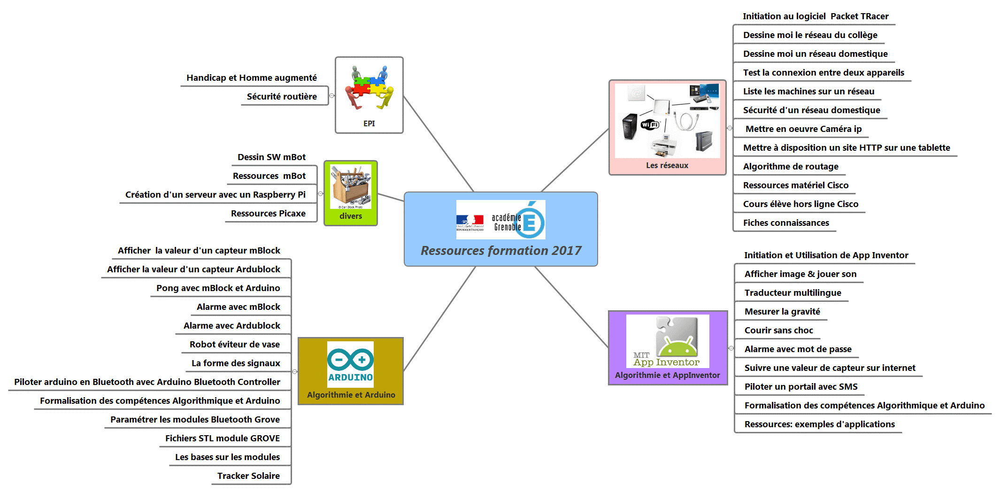 Ressources formation 2017
académie
Grenoble
RÉPUBLIQUE FRANÇAISE
EPI
Handicap et Homme augmenté
Sécurité routière
divers
© Can Stock Photo
Dessin SW mBot
Ressources  mBot
Création d'un serveur avec un Raspberry Pi
Ressources Picaxe
ARDUINO
Algorithmie et Arduino
Afficher  la valeur d'un capteur mBlock
Afficher la valeur d'un capteur Ardublock
Pong avec mBlock et Arduino
Alarme avec mBlock
Alarme avec Ardublock
Robot éviteur de vase
La forme des signaux
Piloter arduino en Bluetooth avec Arduino Bluetooth Controller
Formalisation des compétences Algorithmique et Arduino
Paramétrer les modules Bluetooth Grove
Fichiers STL module GROVE
Les bases sur les modules
Tracker Solaire
WiFi
Les réseaux
Initiation au logiciel  Packet TRacer
Dessine moi le réseau du collège
Dessine moi un réseau domestique
Test la connexion entre deux appareils
Liste les machines sur un réseau
Sécurité d'un réseau domestique
Mettre en oeuvre Caméra ip
Mettre à disposition un site HTTP sur une tablette
Algorithme de routage
Ressources matériel Cisco
Cours élève hors ligne Cisco
Fiches connaissances
MIT
App Inventor
Algorithmie et AppInventor
Initiation et Utilisation de App Inventor
Afficher image & jouer son
Traducteur multilingue
Mesurer la gravité
Courir sans choc
Alarme avec mot de passe
Suivre une valeur de capteur sur internet
Piloter un portail avec SMS
Formalisation des compétences Algorithmique et Arduino
Ressources: exemples d'applications